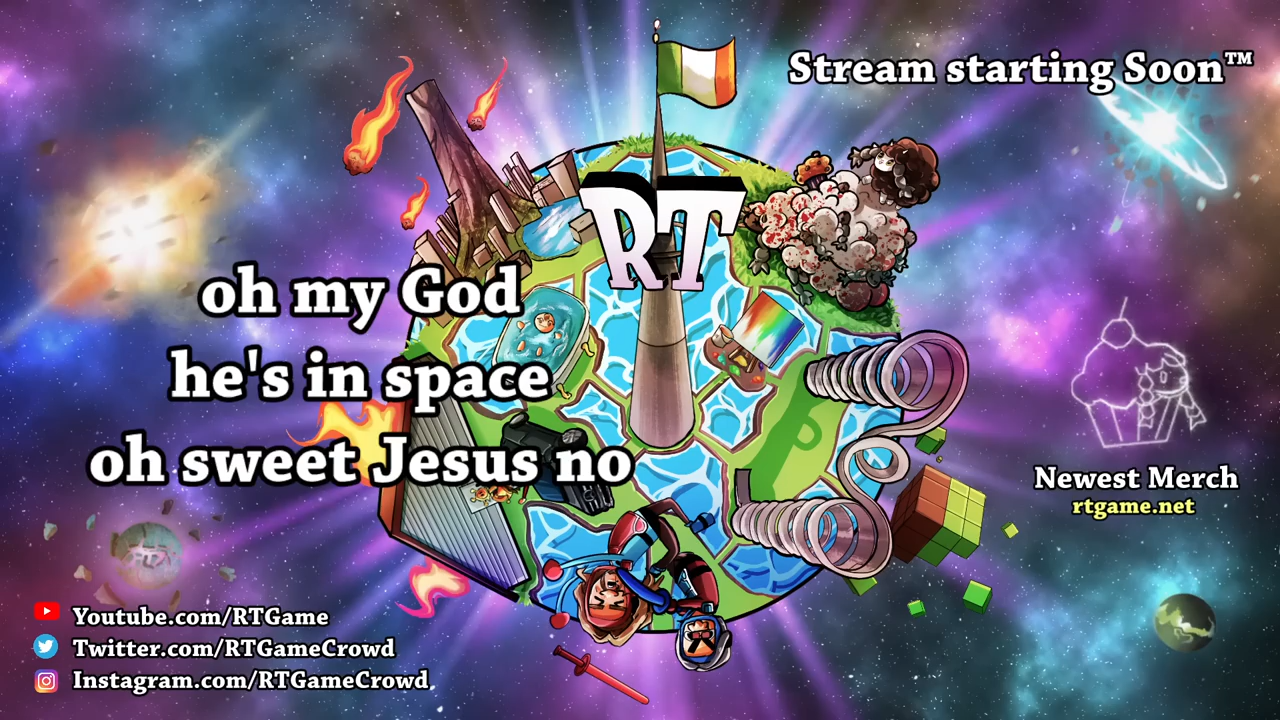 Stream starting Soon™
RT
oh my God
he's in space
oh sweet Jesus no
Newest Merch
rtgame.net
Youtube.com/RTGame
Twitter.com/RTGameCrowd
Instagram.com/RTGameCrowd